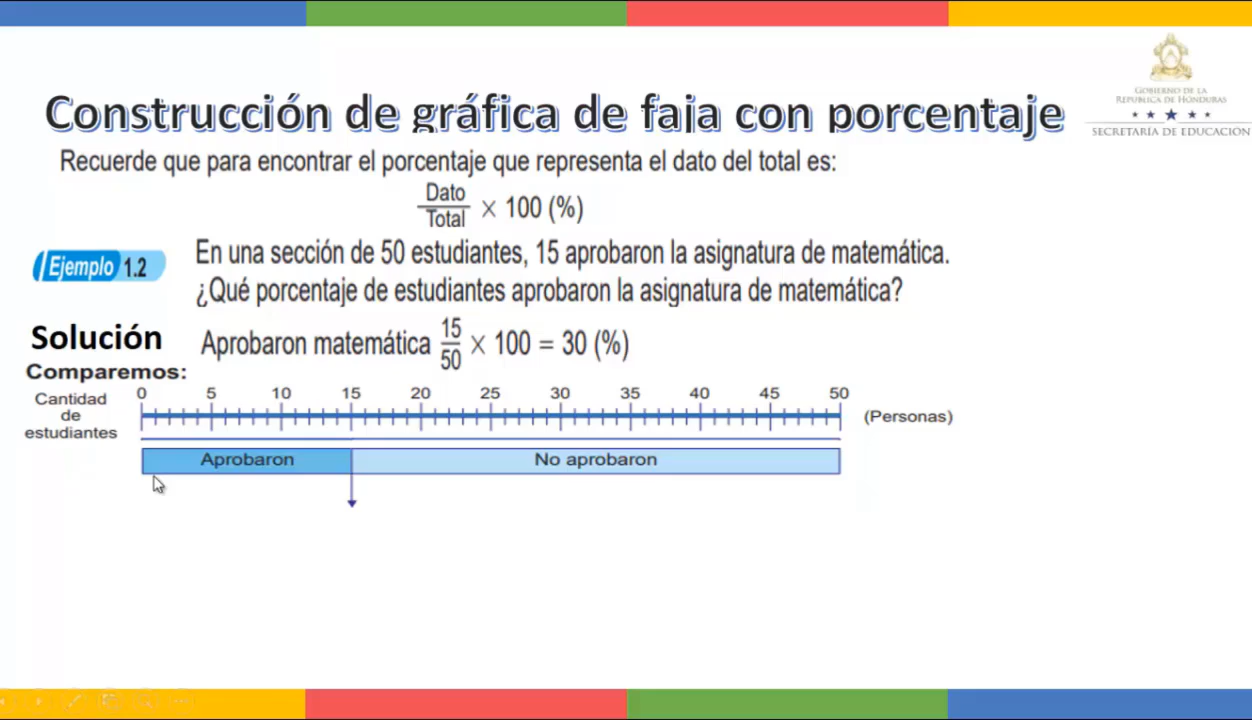 Construcción de gráfica de faja con porcentaje
GOBIERNO DE LA
REPÚBLICA DE HONDURAS
SECRETARÍA DE EDUCACIÓN
Recuerde que para encontrar el porcentaje que representa el dato del total es:
Dato
Total × 100 (%)
Ejemplo 1.2
En una sección de 50 estudiantes, 15 aprobaron la asignatura de matemática.
¿Qué porcentaje de estudiantes aprobaron la asignatura de matemática?
Solución
Aprobaron matemática 15/50 × 100 = 30 (%)
Comparemos:
Cantidad
de
estudiantes
0 5 10 15 20 25 30 35 40 45 50
(Personas)
Aprobaron No aprobaron